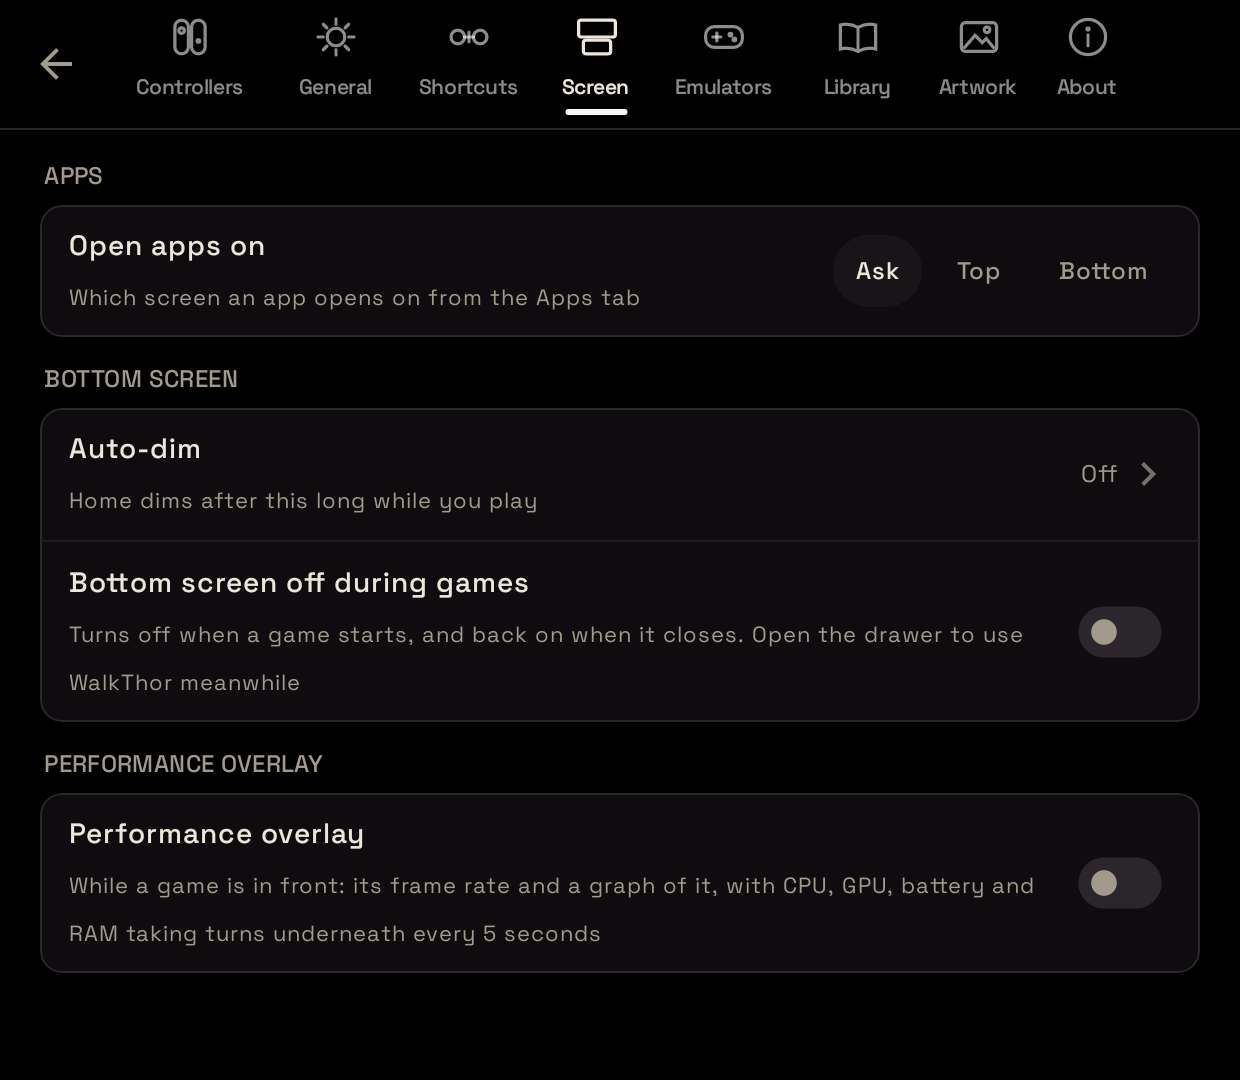 Controllers
General
Shortcuts
Screen
Emulators
Library
Artwork
About
APPS
Open apps on
Which screen an app opens on from the Apps tab
Ask
Top
Bottom
BOTTOM SCREEN
Auto-dim
Home dims after this long while you play
Off
Bottom screen off during games
Turns off when a game starts, and back on when it closes. Open the drawer to use
WalkThor meanwhile
PERFORMANCE OVERLAY
Performance overlay
While a game is in front: its frame rate and a graph of it, with CPU, GPU, battery and
RAM taking turns underneath every 5 seconds